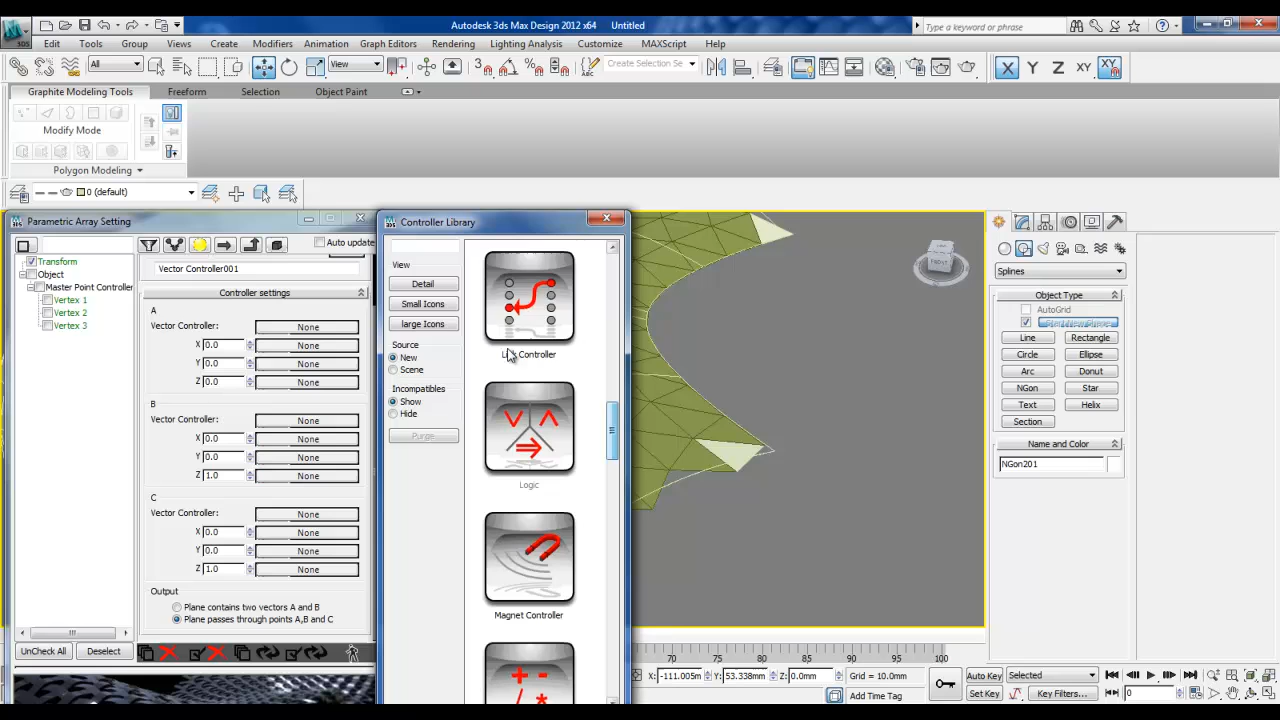 Autodesk 3ds Max Design 2012 x64 Untitled
Type a keyword or phrase
Edit Tools Group Views Create Modifiers Animation Graph Editors Rendering Lighting Analysis Customize MAXScript Help
All View 3 Create Selection Se X Y Z XY XY
Graphite Modeling Tools Freeform Selection Object Paint
Modify Mode
Polygon Modeling
0 (default)
Parametric Array Setting
Auto update
Transform
Object
Master Point Controller
Vertex 1
Vertex 2
Vertex 3
Vector Controller001
Controller settings
A
Vector Controller: None
X 0.0 None
Y 0.0 None
Z 0.0 None
B
Vector Controller: None
X 0.0 None
Y 0.0 None
Z 1.0 None
C
Vector Controller: None
X 0.0 None
Y 0.0 None
Z 1.0 None
Output
Plane contains two vectors A and B
Plane passes through points A,B and C
UnCheck All Deselect
Controller Library
View
Detail
Small Icons
large Icons
Source
New
Scene
Incompatibles
Show
Hide
Purge
Controller
Logic
Magnet Controller
Splines
Object Type
AutoGrid
Start New Shape
Line Rectangle
Circle Ellipse
Arc Donut
NGon Star
Text Helix
Section
Name and Color
NGon201
70 75 80 85 90 95 100
X: -111.005m Y: 53.338mm Z: 0.0mm Grid = 10.0mm
Add Time Tag
Auto Key Selected
Set Key Key Filters... 0